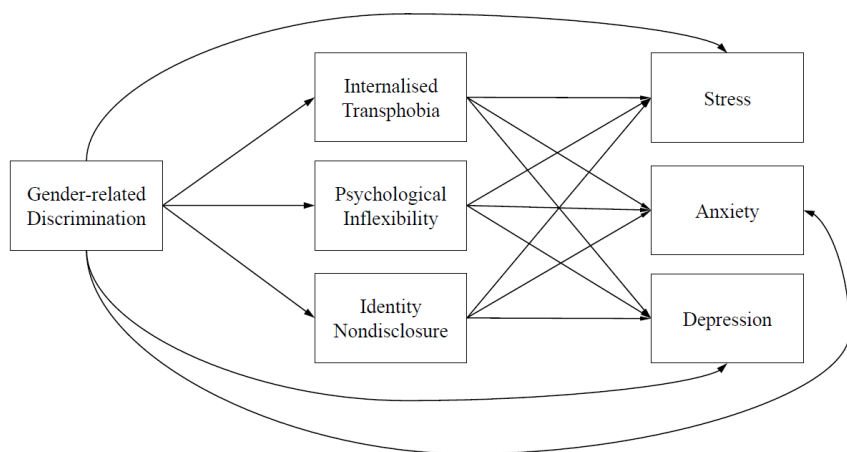 Internalised
Transphobia
Stress
Gender-related
Discrimination
Psychological
Inflexibility
Anxiety
Identity
Nondisclosure
Depression